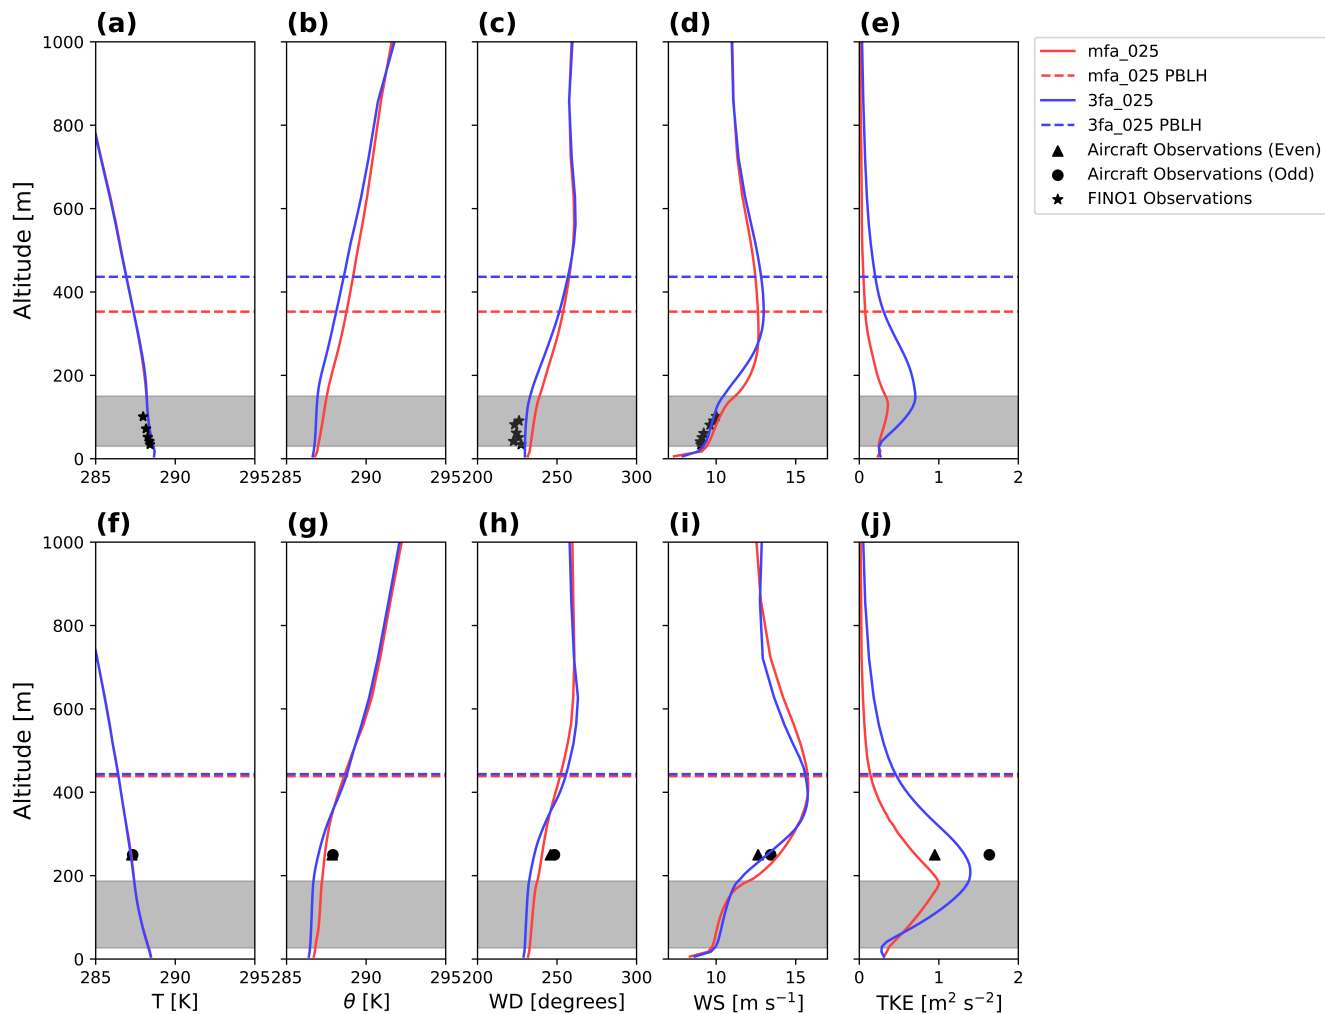 (a) (b) (c) (d) (e)
1000
800
600
400
200
0
Altitude [m]
285 290 295
285 290 295
200 250 300
10 15
0 1 2
mfa_025
mfa_025 PBLH
3fa_025
3fa_025 PBLH
Aircraft Observations (Even)
Aircraft Observations (Odd)
FINO1 Observations
(f) (g) (h) (i) (j)
1000
800
600
400
200
0
Altitude [m]
285 290 295
285 290 295
200 250 300
10 15
0 1 2
T [K]
θ [K]
WD [degrees]
WS [m s⁻¹]
TKE [m² s⁻²]